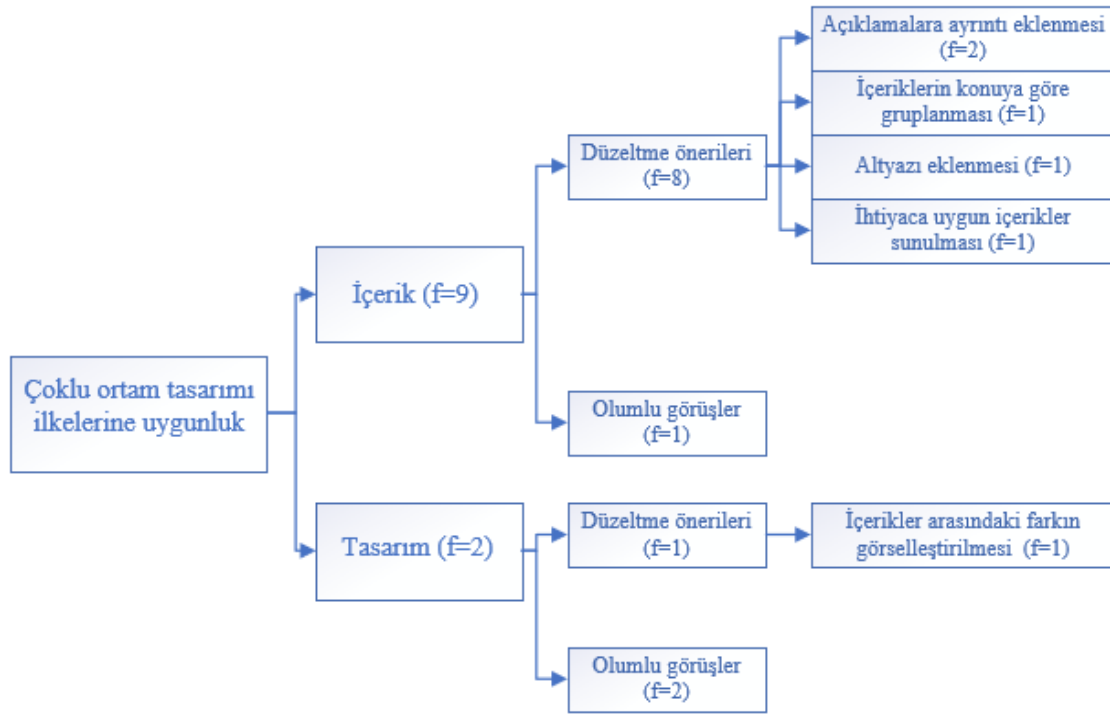 Çoklu ortam tasarımı
ilkelerine uygunluk
İçerik (f=9)
Düzeltme önerileri
(f=8)
Açıklamalara ayrıntı eklenmesi
(f=2)
İçeriklerin konuya göre
gruplanması (f=1)
Altyazı eklenmesi (f=1)
İhtiyaca uygun içerikler
sunulması (f=1)
Olumlu görüşler
(f=1)
Tasarım (f=2)
Düzeltme önerileri
(f=1)
İçerikler arasındaki farkın
görselleştirilmesi (f=1)
Olumlu görüşler
(f=2)